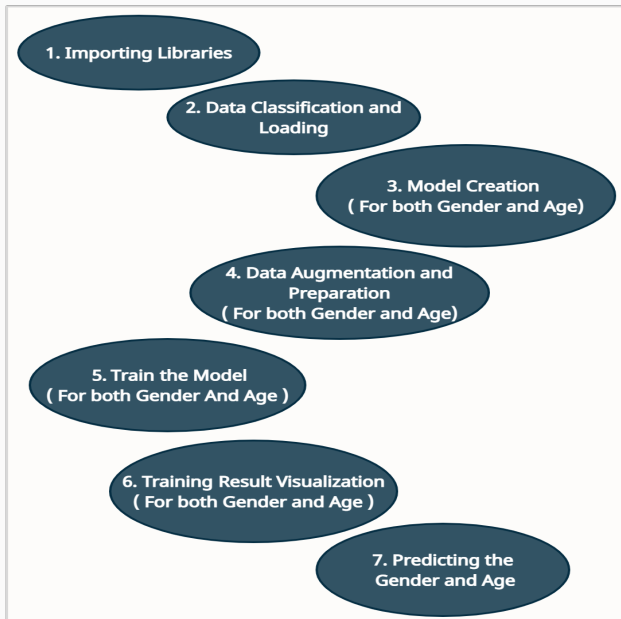 1. Importing Libraries
2. Data Classification and
Loading
3. Model Creation
( For both Gender and Age)
4. Data Augmentation and
Preparation
( For both Gender and Age)
5. Train the Model
( For both Gender And Age )
6. Training Result Visualization
( For both Gender and Age )
7. Predicting the
Gender and Age